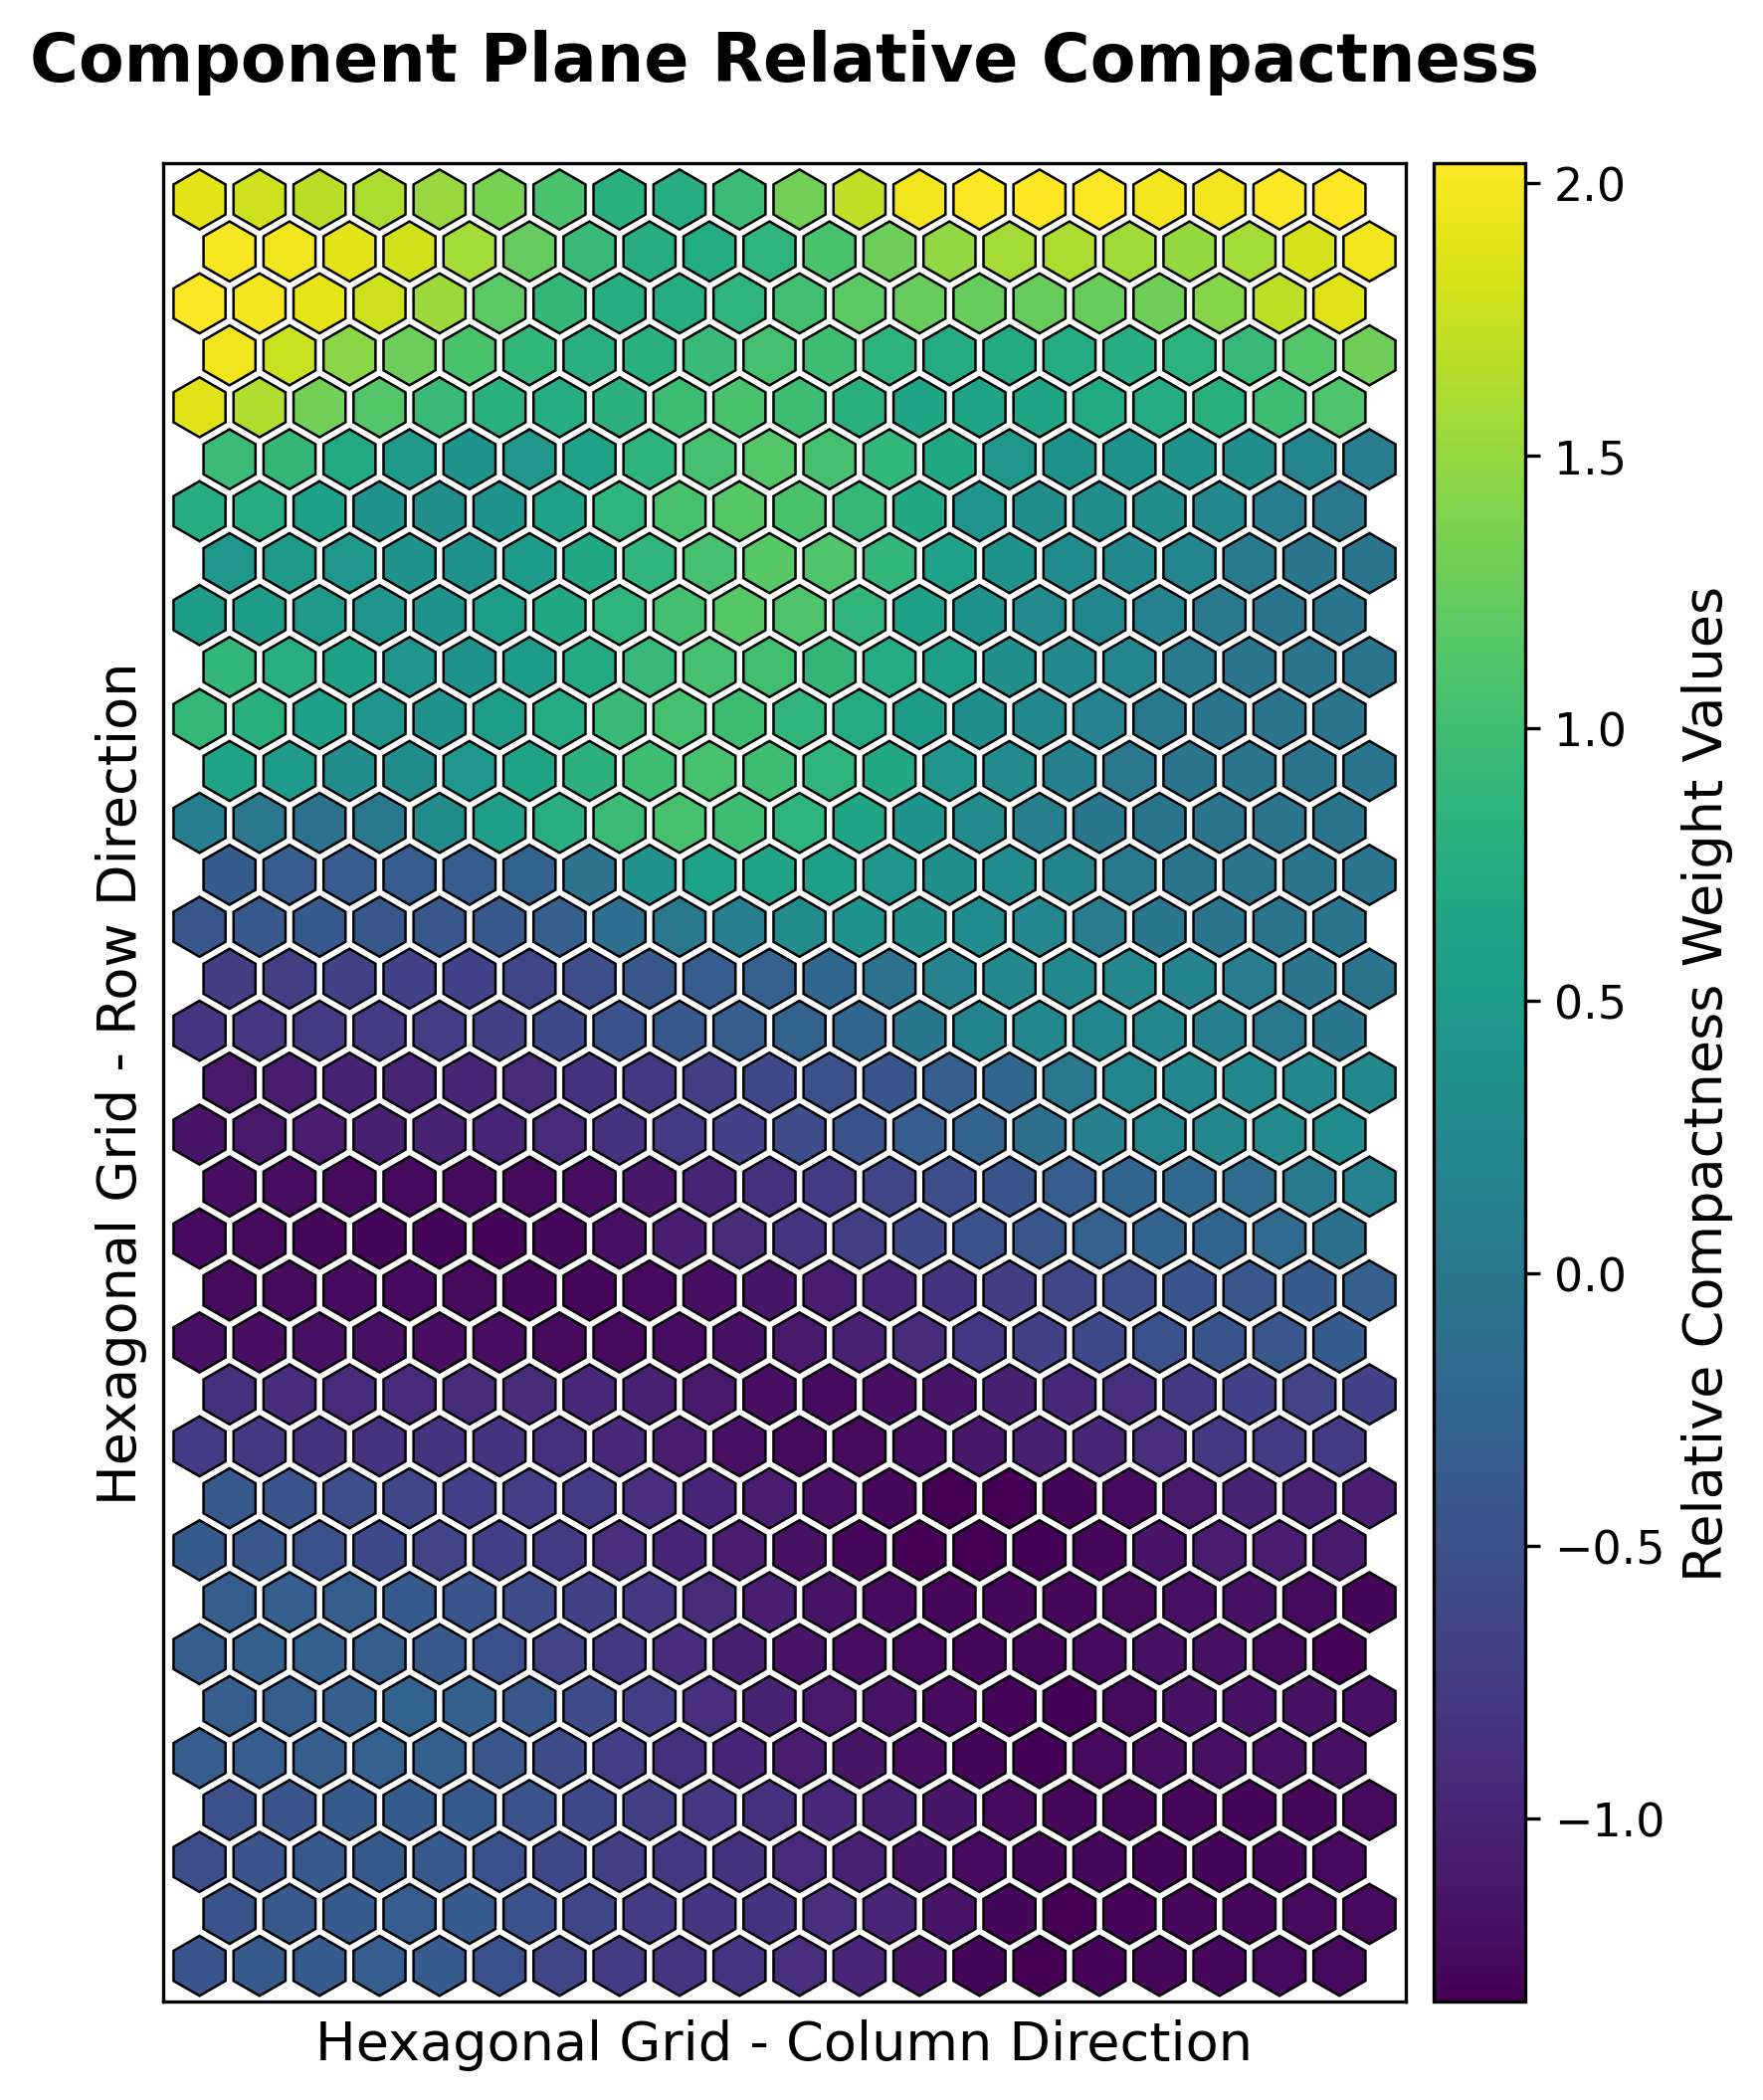 Component Plane Relative Compactness
Hexagonal Grid - Row Direction
Hexagonal Grid - Column Direction
2.0
1.5
1.0
0.5
0.0
−0.5
−1.0
Relative Compactness Weight Values